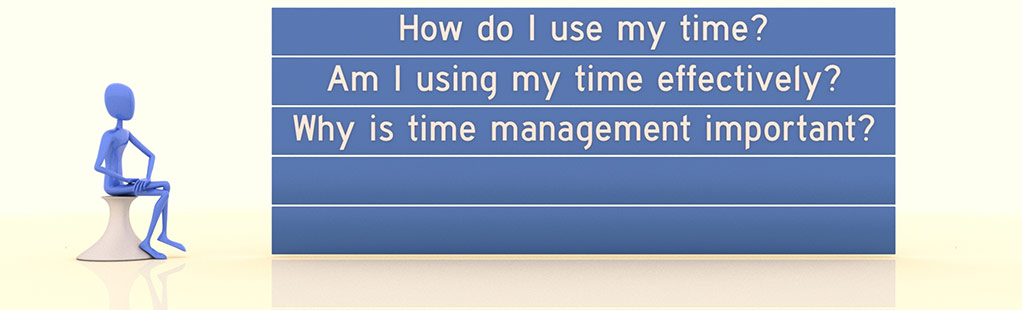 How do I use my time?
Am I using my time effectively?
Why is time management important?